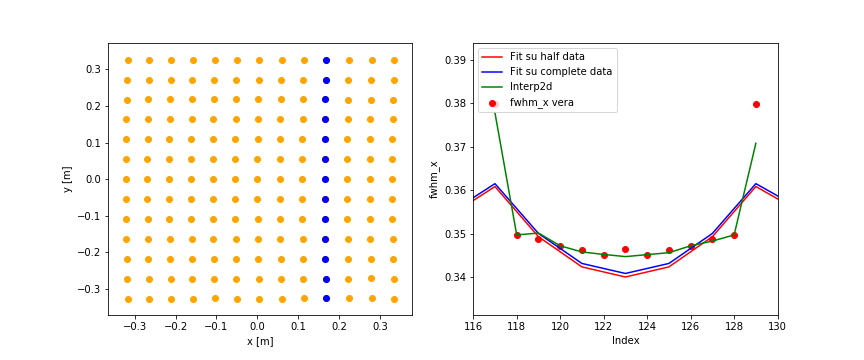 0.3
0.2
0.1
0.0
−0.1
−0.2
−0.3
y [m]
−0.3 −0.2 −0.1 0.0 0.1 0.2 0.3
x [m]
0.39
0.38
0.37
0.36
0.35
0.34
fwhm_x
Fit su half data
Fit su complete data
Interp2d
fwhm_x vera
116 118 120 122 124 126 128 130
Index